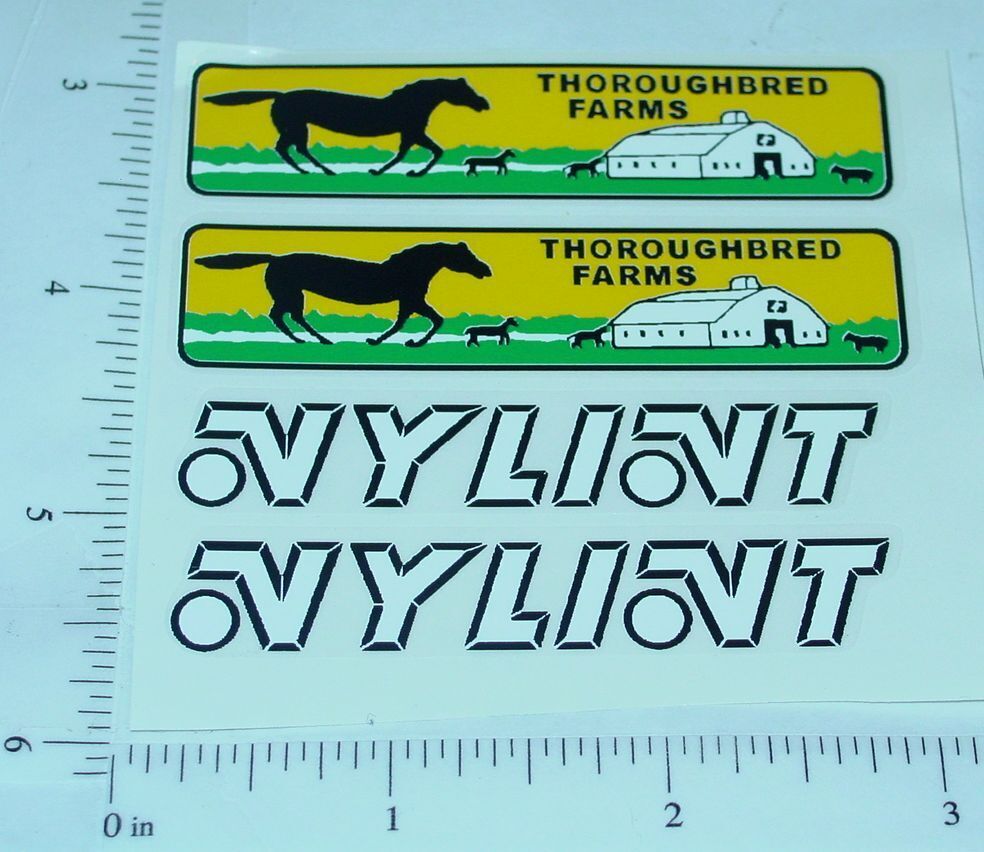 THOROUGHBRED
FARMS
THOROUGHBRED
FARMS
NYLINT
NYLINT
3
4
5
6
0 in 1 2 3